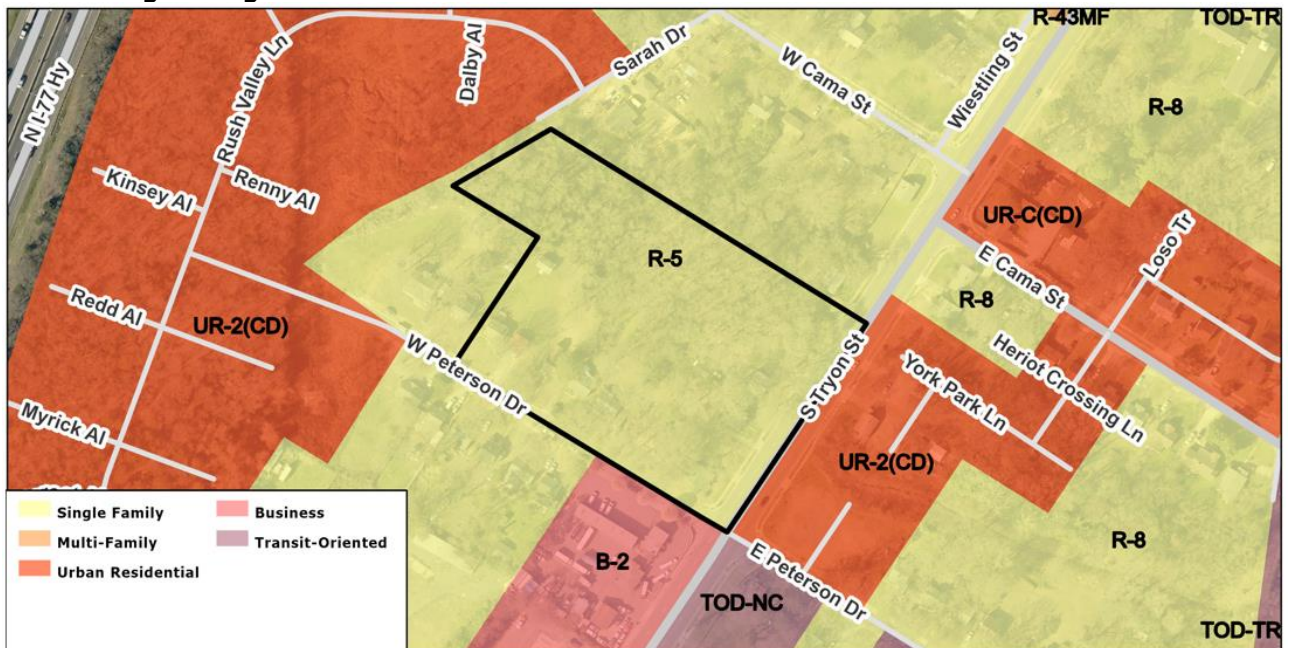 R-43MF
TOD-TR
N I-77 Hy
Rush Valley Ln
Dalby Al
Sarah Dr
W Cama St
Wiestling St
R-8
Kinsey Al
Renny Al
UR-C(CD)
Loso Tr
R-5
E Cama St
R-8
Redd Al
UR-2(CD)
W Peterson Dr
S Tryon St
York Park Ln
Heriot Crossing Ln
Myrick Al
UR-2(CD)
R-8
B-2
E Peterson Dr
TOD-NC
TOD-TR
Single Family
Business
Multi-Family
Transit-Oriented
Urban Residential